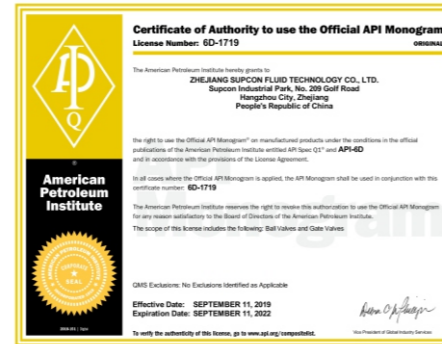 Certificate of Authority to use the Official API Monogram
License Number: 6D-1719
ORIGINAL
The American Petroleum Institute hereby grants to
ZHEJIANG SUPCON FLUID TECHNOLOGY CO., LTD.
Supcon Industrial Park, No. 209 Golf Road
Hangzhou City, Zhejiang
People's Republic of China
the right to use the Official API Monogram® on manufactured products under the conditions in the official
publications of the American Petroleum Institute entitled API Spec Q1® and API-6D
and in accordance with the provisions of the License Agreement.
In all cases where the Official API Monogram is applied, the API Monogram shall be used in conjunction with this
certificate number: 6D-1719
The American Petroleum Institute reserves the right to revoke this authorization to use the Official API Monogram
for any reason satisfactory to the Board of Directors of the American Petroleum Institute.
The scope of this license includes the following: Ball Valves and Gate Valves
QMS Exclusions: No Exclusions Identified as Applicable
Effective Date: SEPTEMBER 11, 2019
Expiration Date: SEPTEMBER 11, 2022
To verify the authenticity of this license, go to www.api.org/compositelist.
Vice President of Global Industry Services
API
Q
®
American
Petroleum
Institute
SEAL
Monogram